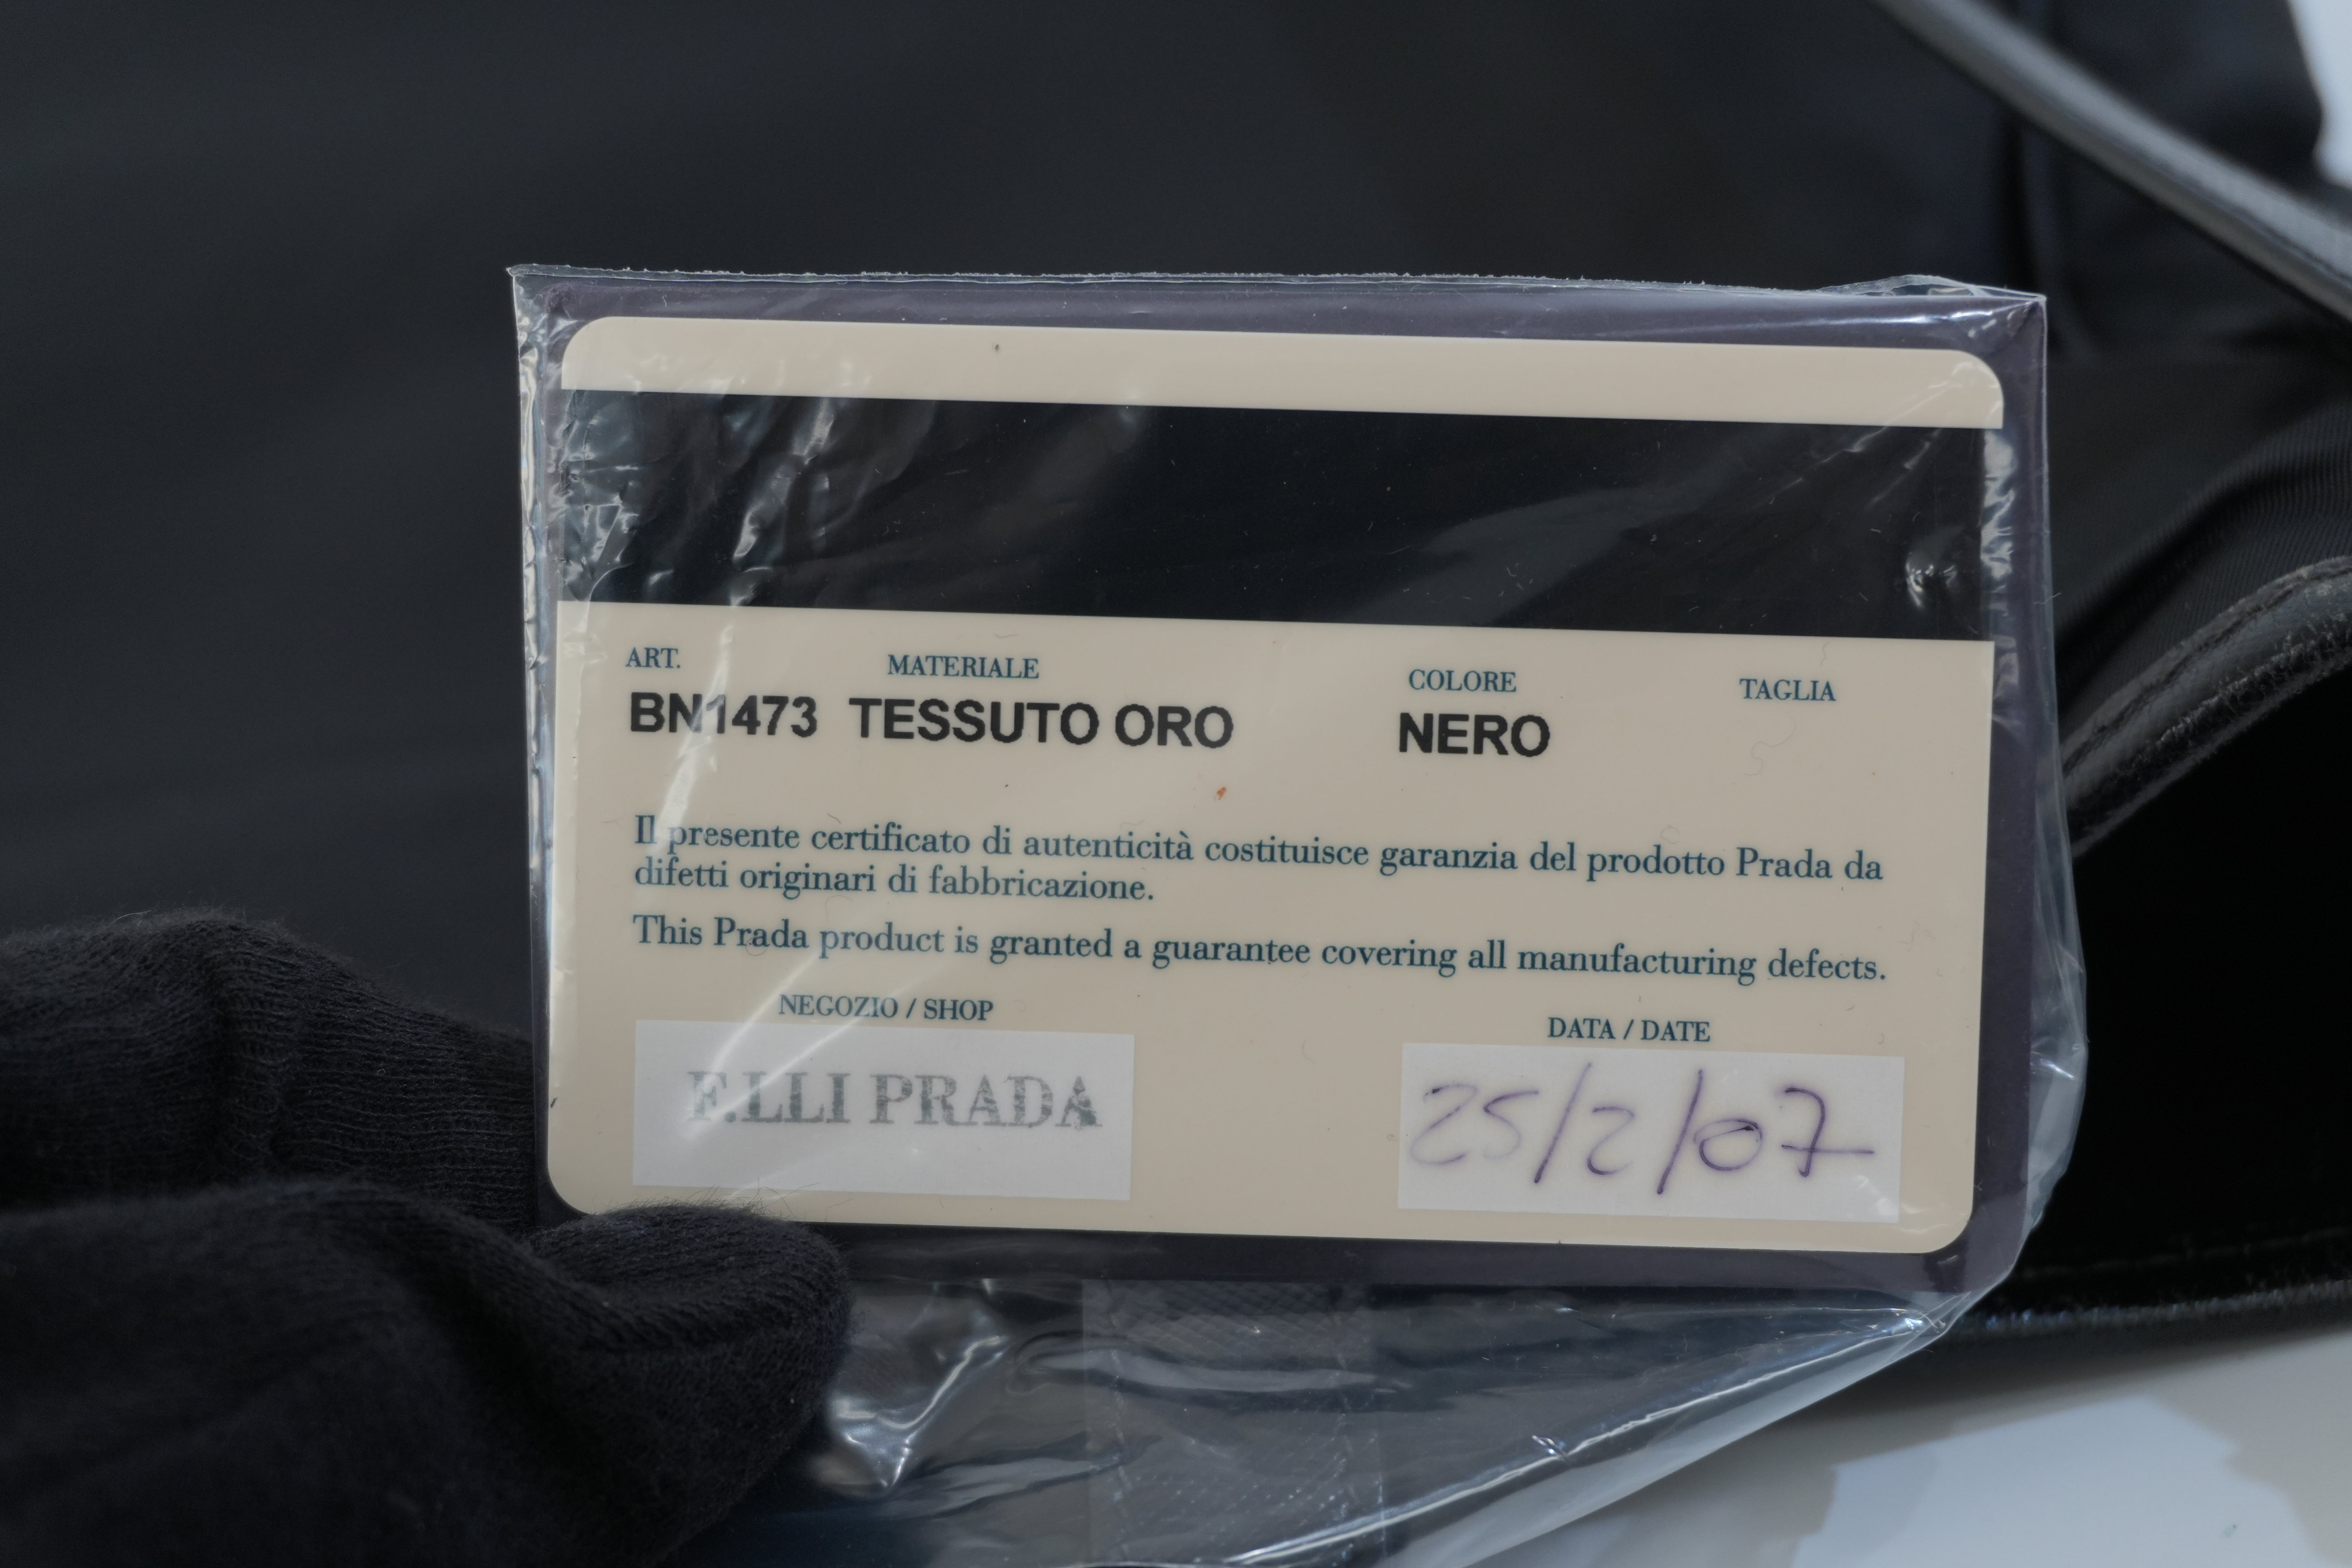 ART. MATERIALE COLORE TAGLIA
BN1473 TESSUTO ORO NERO
Il presente certificato di autenticità costituisce garanzia del prodotto Prada da
difetti originari di fabbricazione.
This Prada product is granted a guarantee covering all manufacturing defects.
NEGOZIO / SHOP DATA / DATE
F.LLI PRADA 25/2/07